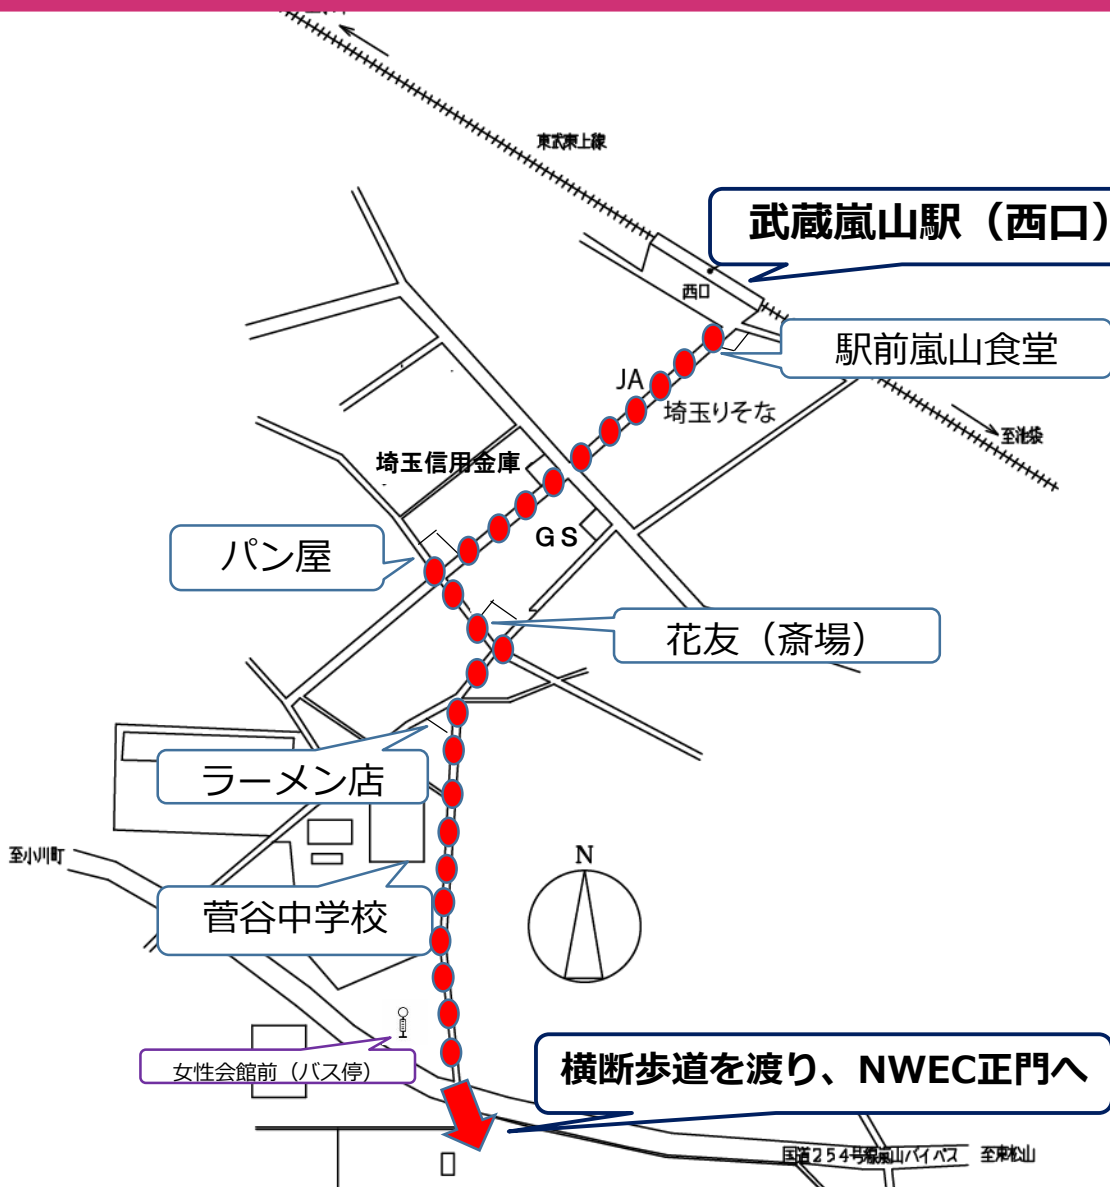 東武東上線
武蔵嵐山駅（西口）
西口
駅前嵐山食堂
JA
埼玉りそな
至池袋
埼玉信用金庫
GS
パン屋
花友（斎場）
ラーメン店
至小川町
N
菅谷中学校
女性会館前（バス停）
横断歩道を渡り、NWEC正門へ
国道254号線嵐山バイパス
至東松山